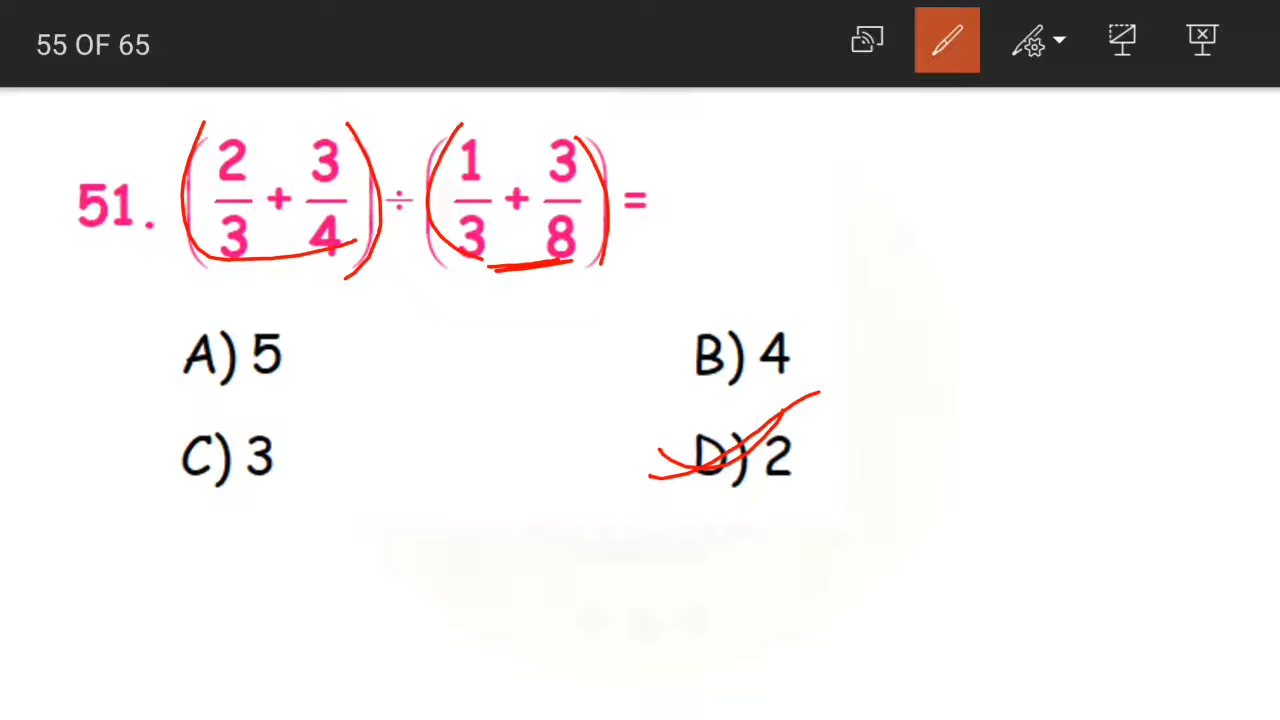 55 OF 65
51. (2/3 + 3/4) ÷ (1/3 + 3/8) =
A) 5
B) 4
C) 3
D) 2